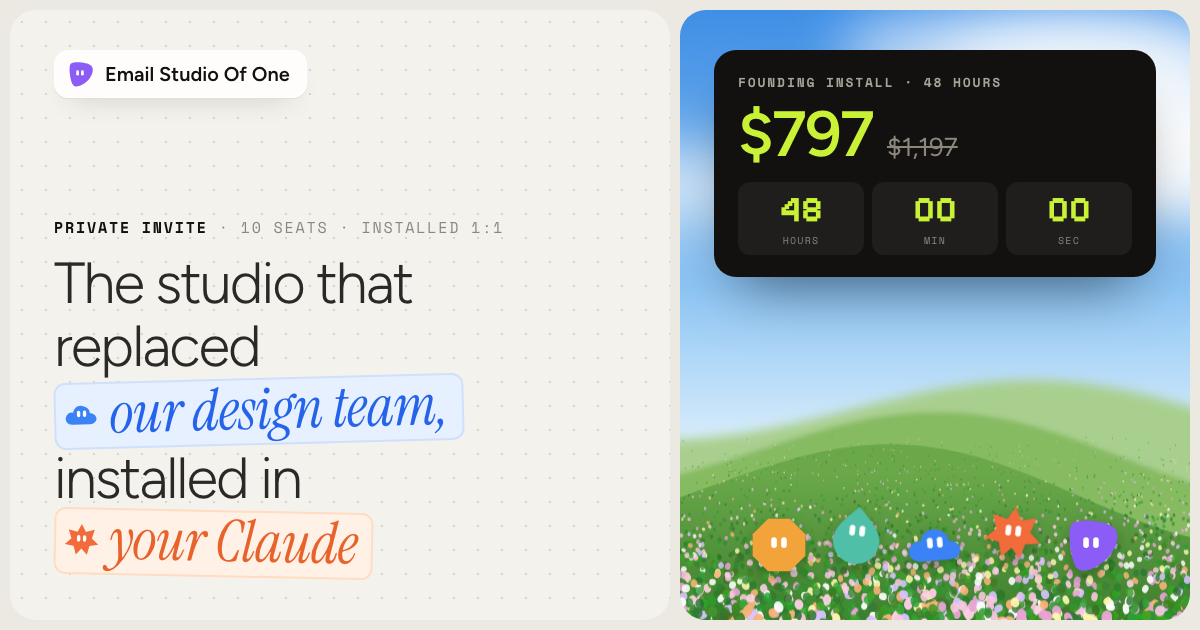 Email Studio Of One
PRIVATE INVITE · 10 SEATS · INSTALLED 1:1
The studio that
replaced
our design team,
installed in
your Claude
FOUNDING INSTALL · 48 HOURS
$797 $1,197
48 00 00
HOURS MIN SEC